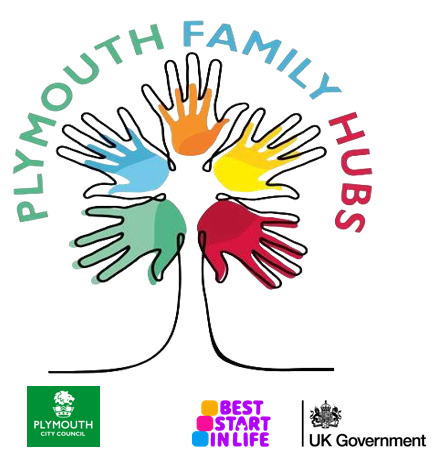 PLYMOUTH FAMILY HUBS
PLYMOUTH
CITY COUNCIL
BEST
START
IN LIFE
UK Government